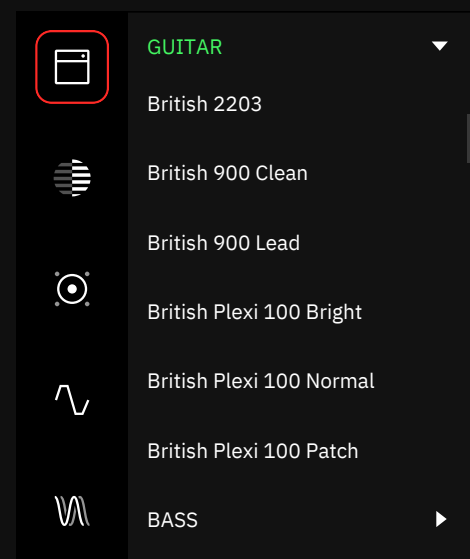 GUITAR
British 2203
British 900 Clean
British 900 Lead
British Plexi 100 Bright
British Plexi 100 Normal
British Plexi 100 Patch
BASS